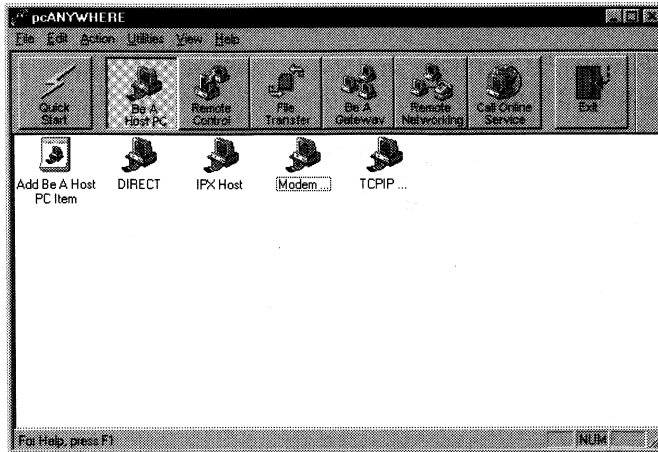 pcANYWHERE
File Edit Action Utilities View Help
Quick Start
Be A Host PC
Remote Control
File Transfer
Be A Gateway
Remote Networking
Call Online Service
Exit
Add Be A Host PC Item
DIRECT
IPX Host
Modem ...
TCPIP ...
For Help, press F1
NUM